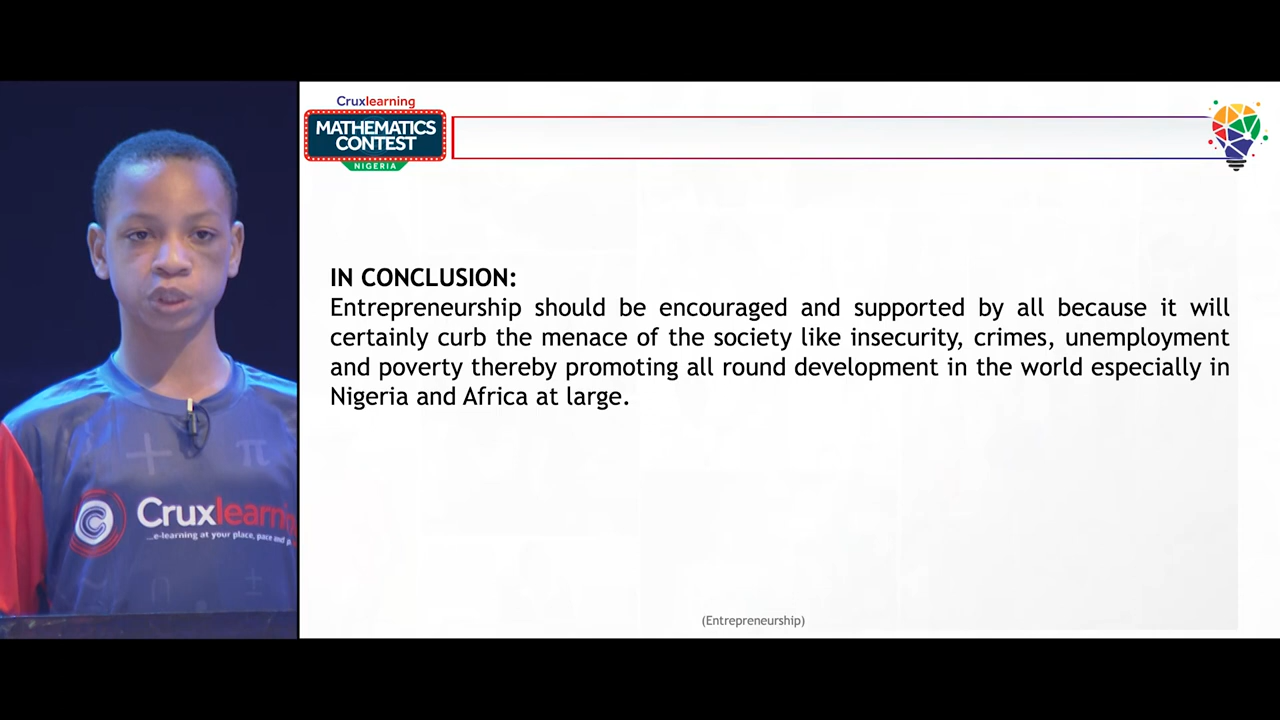 Cruxlearning
MATHEMATICS
CONTEST
NIGERIA
IN CONCLUSION:
Entrepreneurship should be encouraged and supported by all because it will
certainly curb the menace of the society like insecurity, crimes, unemployment
and poverty thereby promoting all round development in the world especially in
Nigeria and Africa at large.
+ π
Cruxlearni
...e-learning at your place, pace and p
(Entrepreneurship)